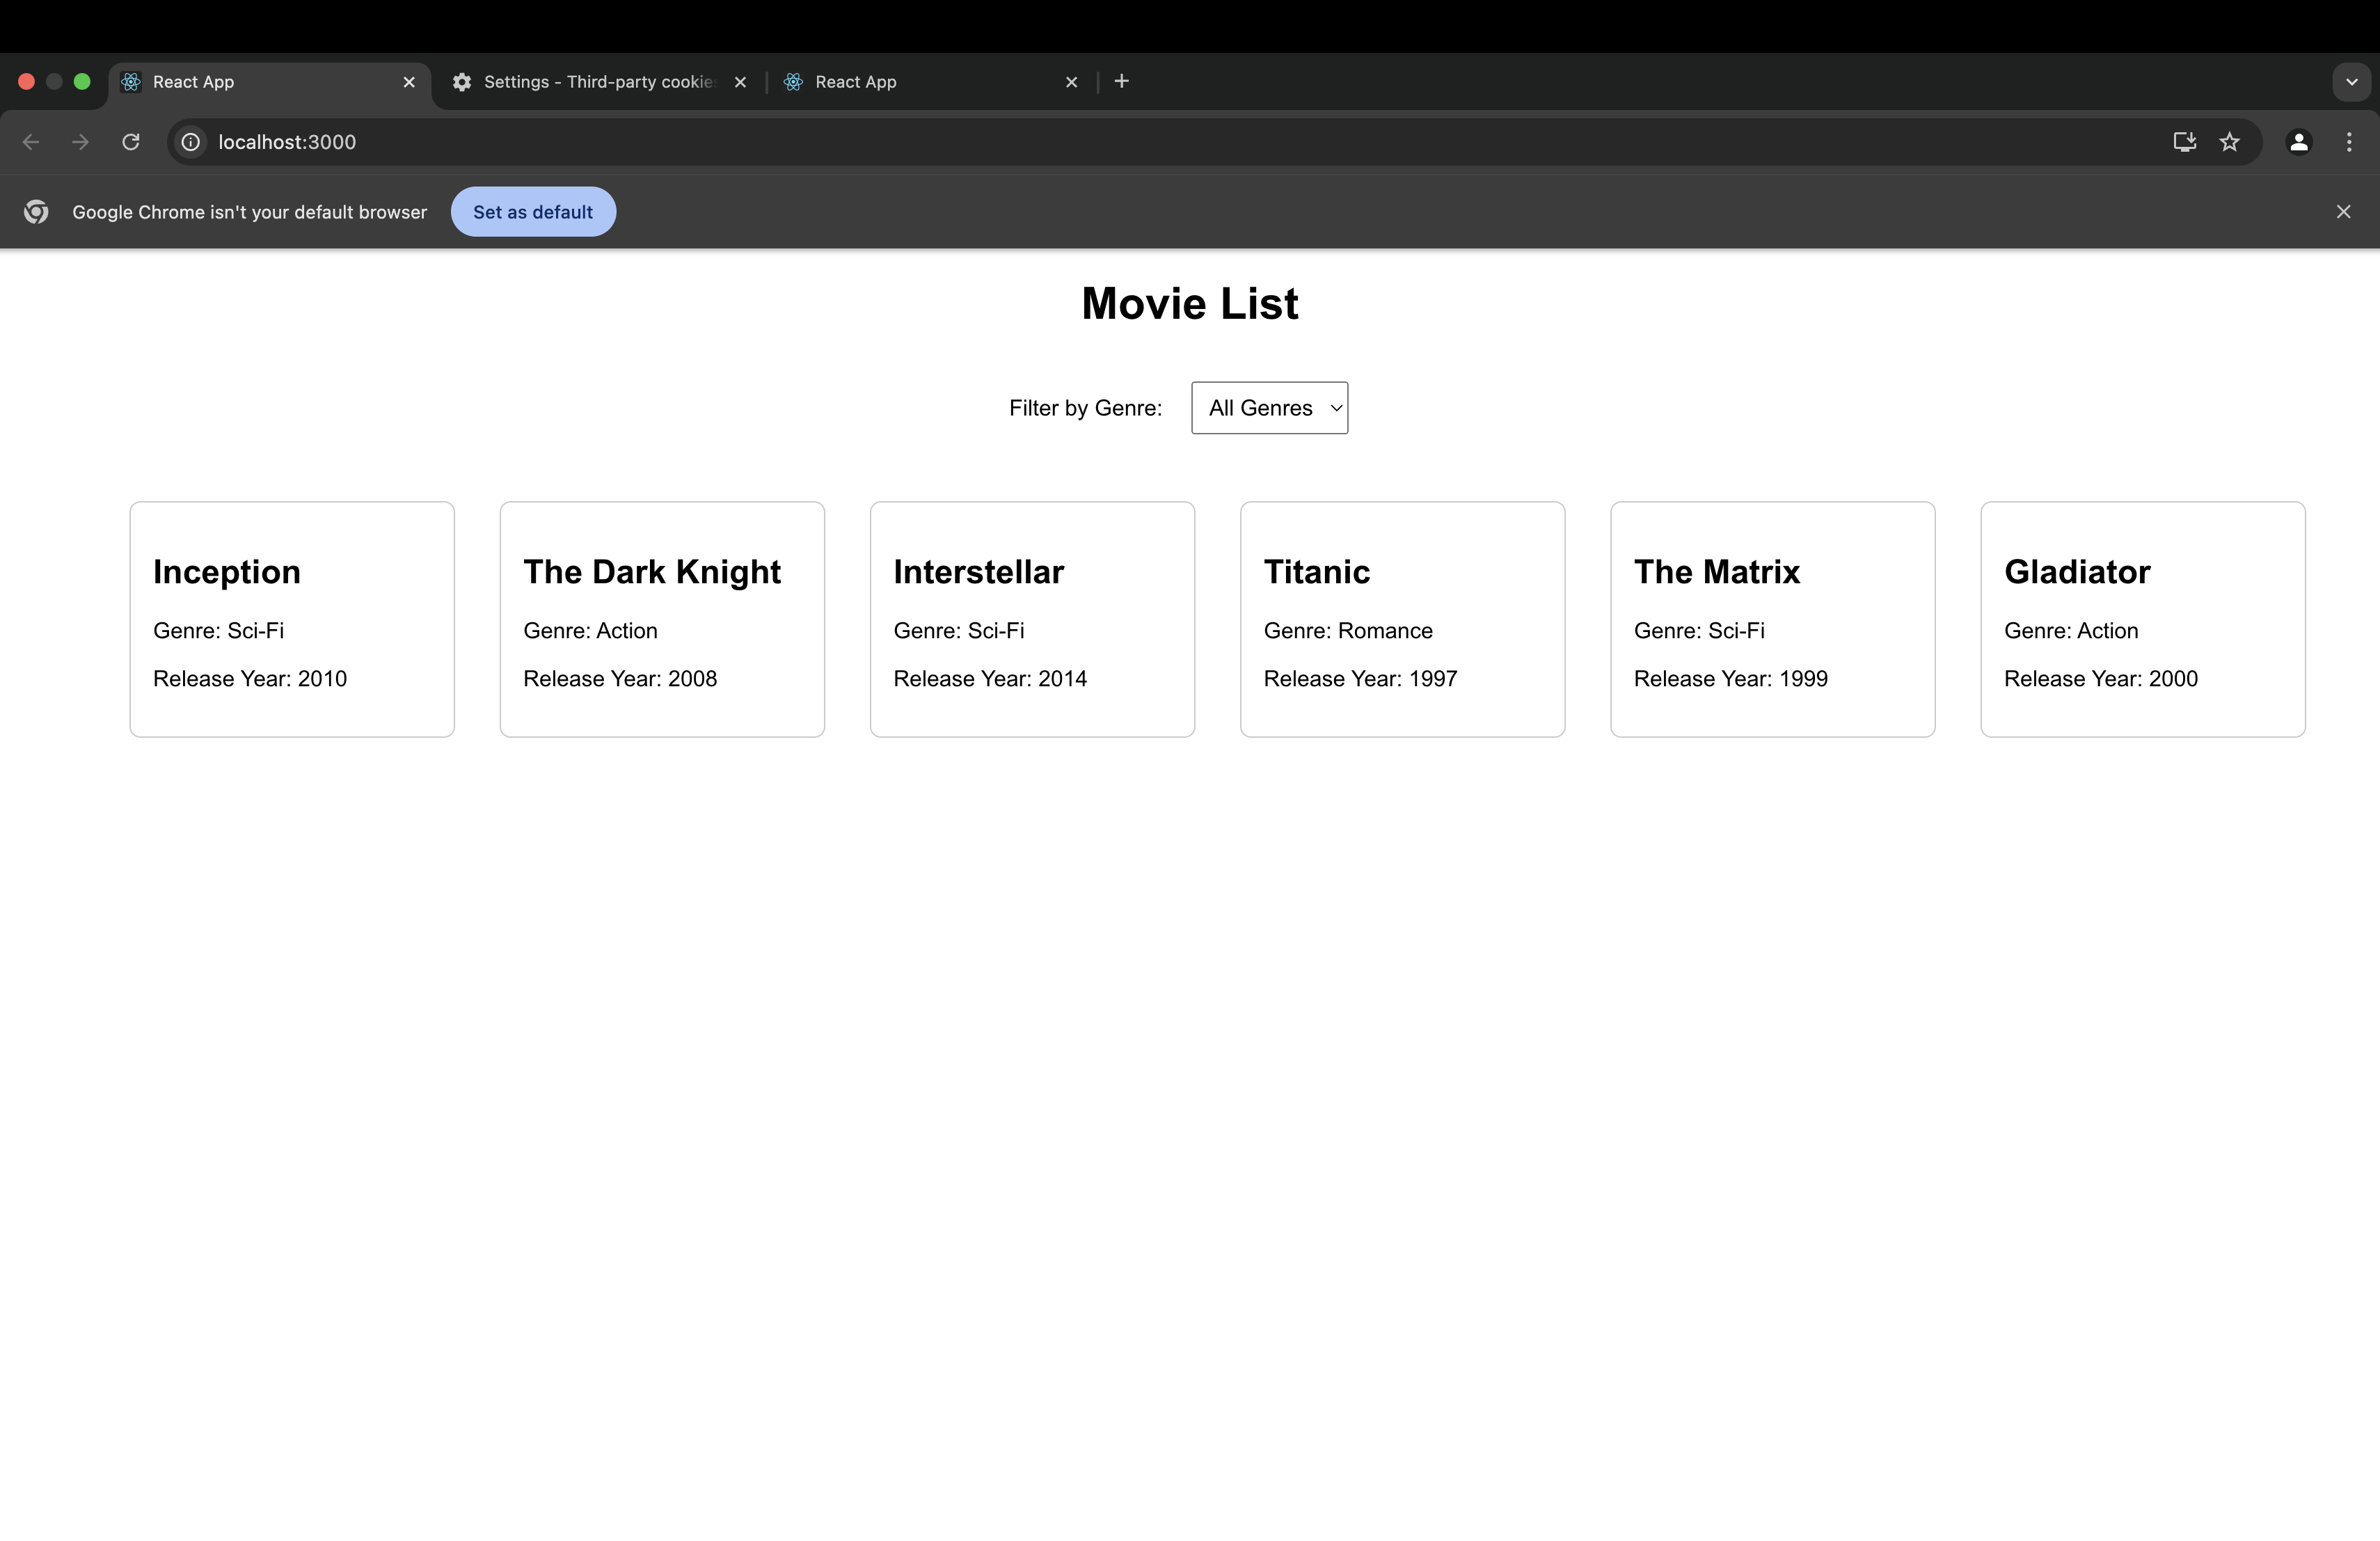 React App
Settings - Third-party cookie
React App
localhost:3000
Google Chrome isn't your default browser
Set as default
Movie List
Filter by Genre:
All Genres
Inception
Genre: Sci-Fi
Release Year: 2010
The Dark Knight
Genre: Action
Release Year: 2008
Interstellar
Genre: Sci-Fi
Release Year: 2014
Titanic
Genre: Romance
Release Year: 1997
The Matrix
Genre: Sci-Fi
Release Year: 1999
Gladiator
Genre: Action
Release Year: 2000